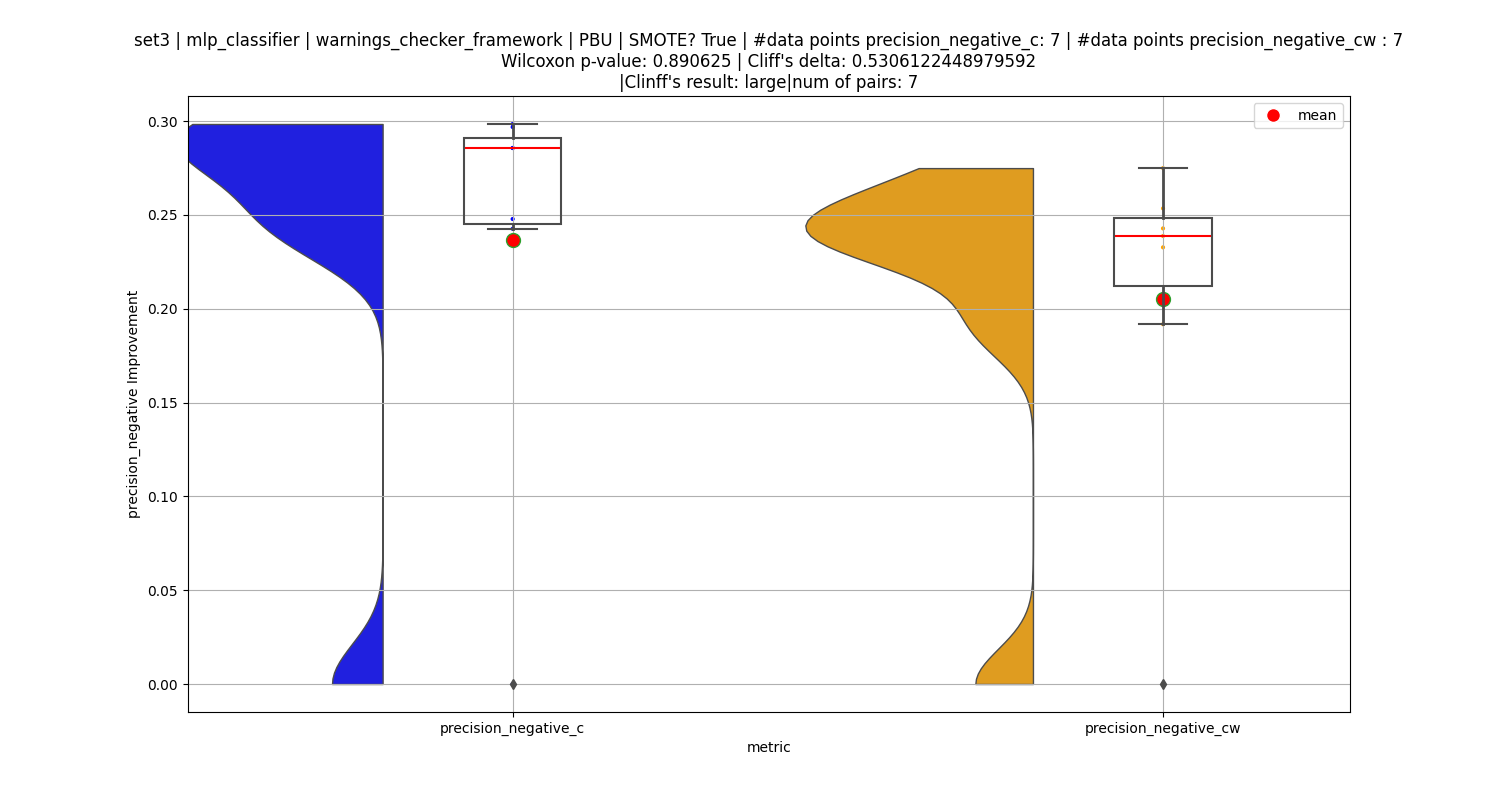 set3 | mlp_classifier | warnings_checker_framework | PBU | SMOTE? True | #data points precision_negative_c: 7 | #data points precision_negative_cw : 7
Wilcoxon p-value: 0.890625 | Cliff's delta: 0.5306122448979592
|Clinff's result: large|num of pairs: 7
mean
precision_negative Improvement
0.30
0.25
0.20
0.15
0.10
0.05
0.00
precision_negative_c
precision_negative_cw
metric